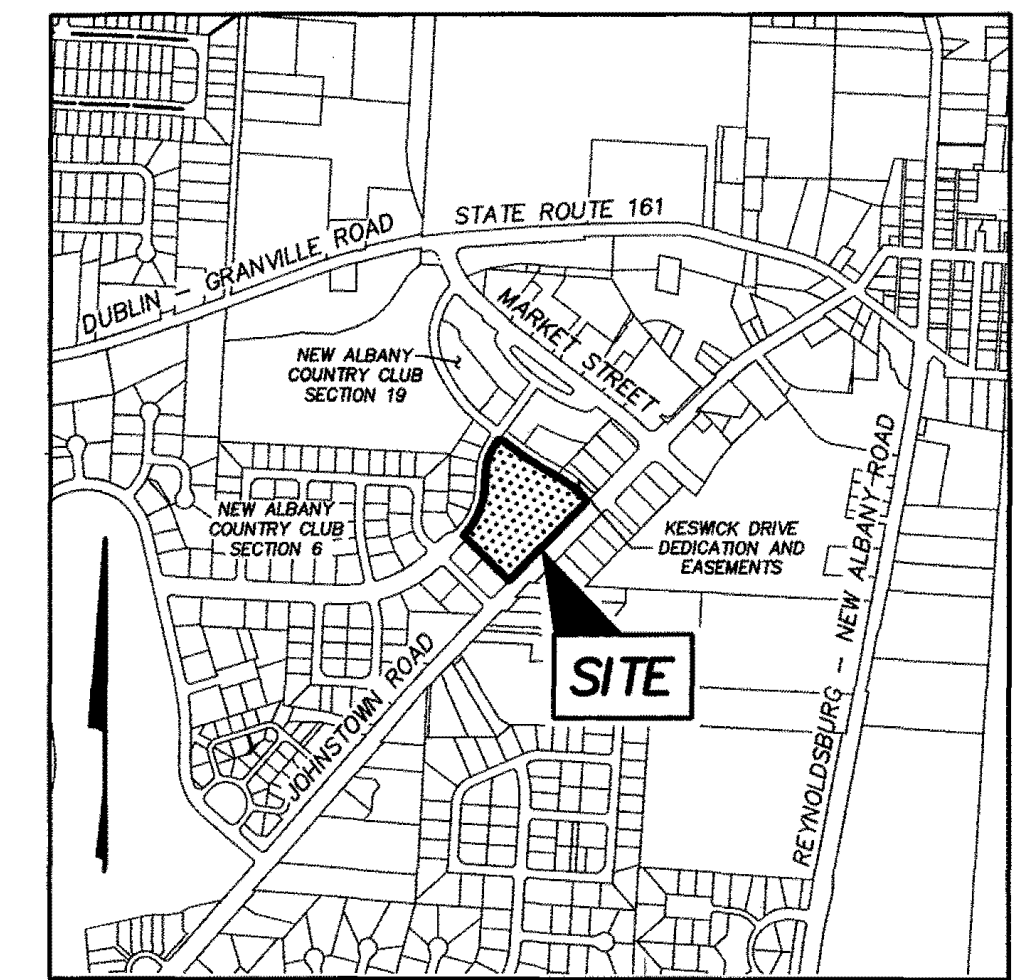 STATE ROUTE 161
DUBLIN - GRANVILLE ROAD
MARKET STREET
NEW ALBANY
COUNTRY CLUB
SECTION 19
NEW ALBANY
COUNTRY CLUB
SECTION 6
KESWICK DRIVE
DEDICATION AND
EASEMENTS
SITE
JOHNSTOWN ROAD
REYNOLDSBURG - NEW ALBANY ROAD